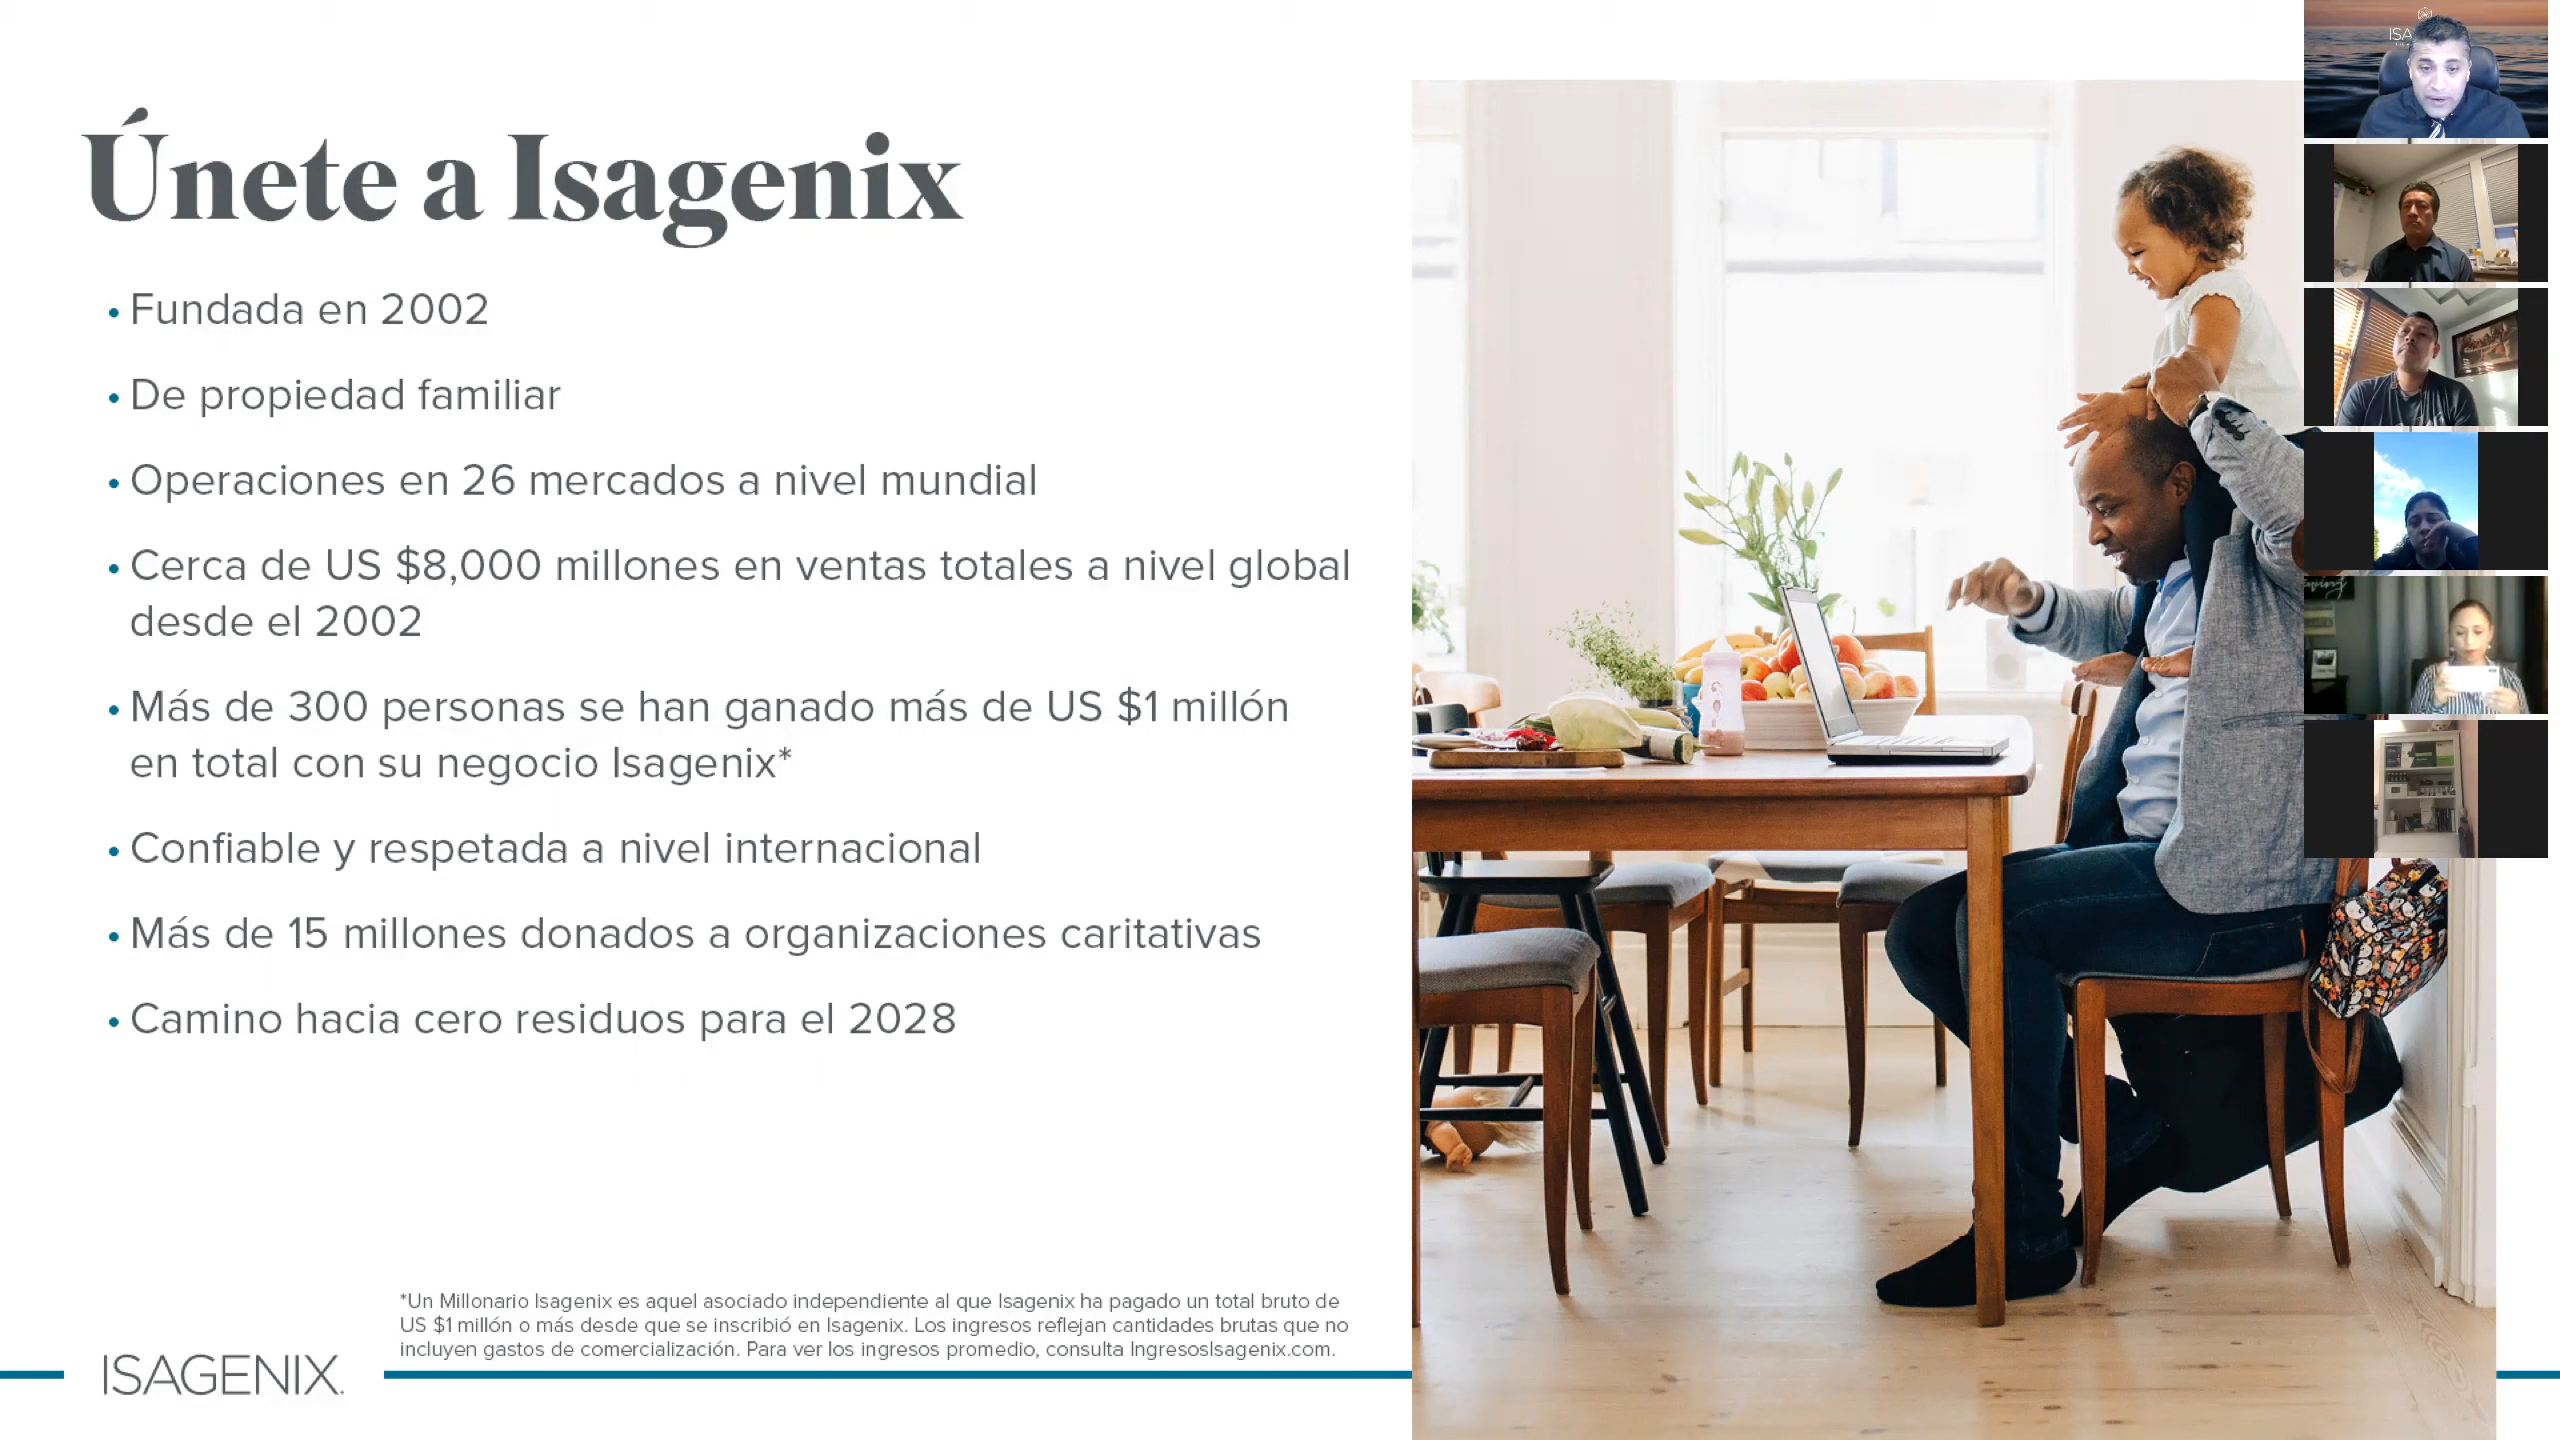 Únete a Isagenix
• Fundada en 2002
• De propiedad familiar
• Operaciones en 26 mercados a nivel mundial
• Cerca de US $8,000 millones en ventas totales a nivel global
desde el 2002
• Más de 300 personas se han ganado más de US $1 millón
en total con su negocio Isagenix*
• Confiable y respetada a nivel internacional
• Más de 15 millones donados a organizaciones caritativas
• Camino hacia cero residuos para el 2028
*Un Millonario Isagenix es aquel asociado independiente al que Isagenix ha pagado un total bruto de
US $1 millón o más desde que se inscribió en Isagenix. Los ingresos reflejan cantidades brutas que no
incluyen gastos de comercialización. Para ver los ingresos promedio, consulta IngresosIsagenix.com.
ISAGENIX.
ISA